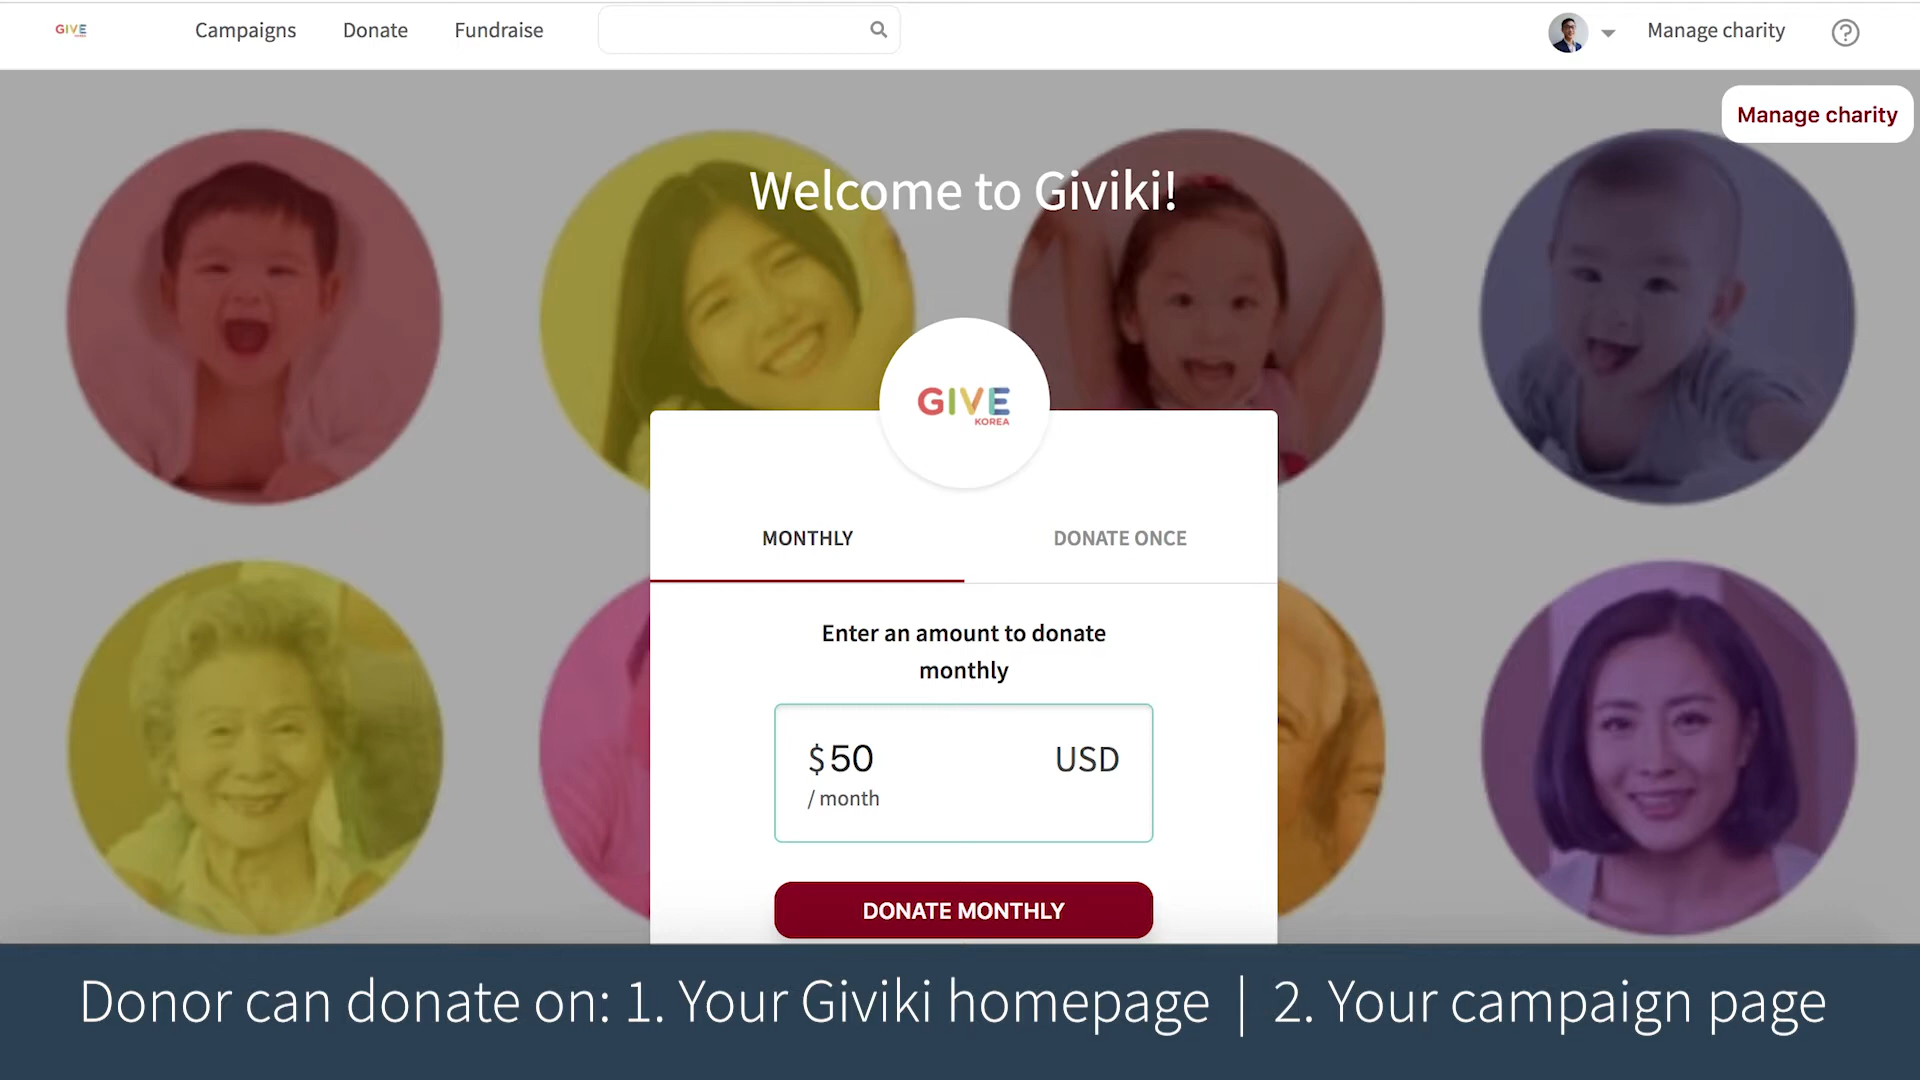 GIVE
Campaigns
Donate
Fundraise
Manage charity
Manage charity
Welcome to Giviki!
GIVE
KOREA
MONTHLY
DONATE ONCE
Enter an amount to donate
monthly
$50
USD
/ month
DONATE MONTHLY
Donor can donate on: 1. Your Giviki homepage | 2. Your campaign page